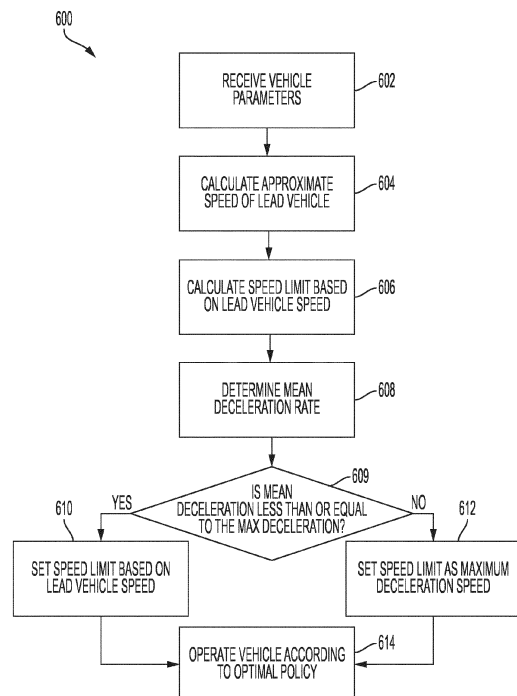 600
RECEIVE VEHICLE
PARAMETERS
602
CALCULATE APPROXIMATE
SPEED OF LEAD VEHICLE
604
CALCULATE SPEED LIMIT BASED
ON LEAD VEHICLE SPEED
606
DETERMINE MEAN
DECELERATION RATE
608
609
IS MEAN
DECELERATION LESS THAN OR EQUAL
TO THE MAX DECELERATION?
YES
NO
610
SET SPEED LIMIT BASED ON
LEAD VEHICLE SPEED
612
SET SPEED LIMIT AS MAXIMUM
DECELERATION SPEED
OPERATE VEHICLE ACCORDING
TO OPTIMAL POLICY
614